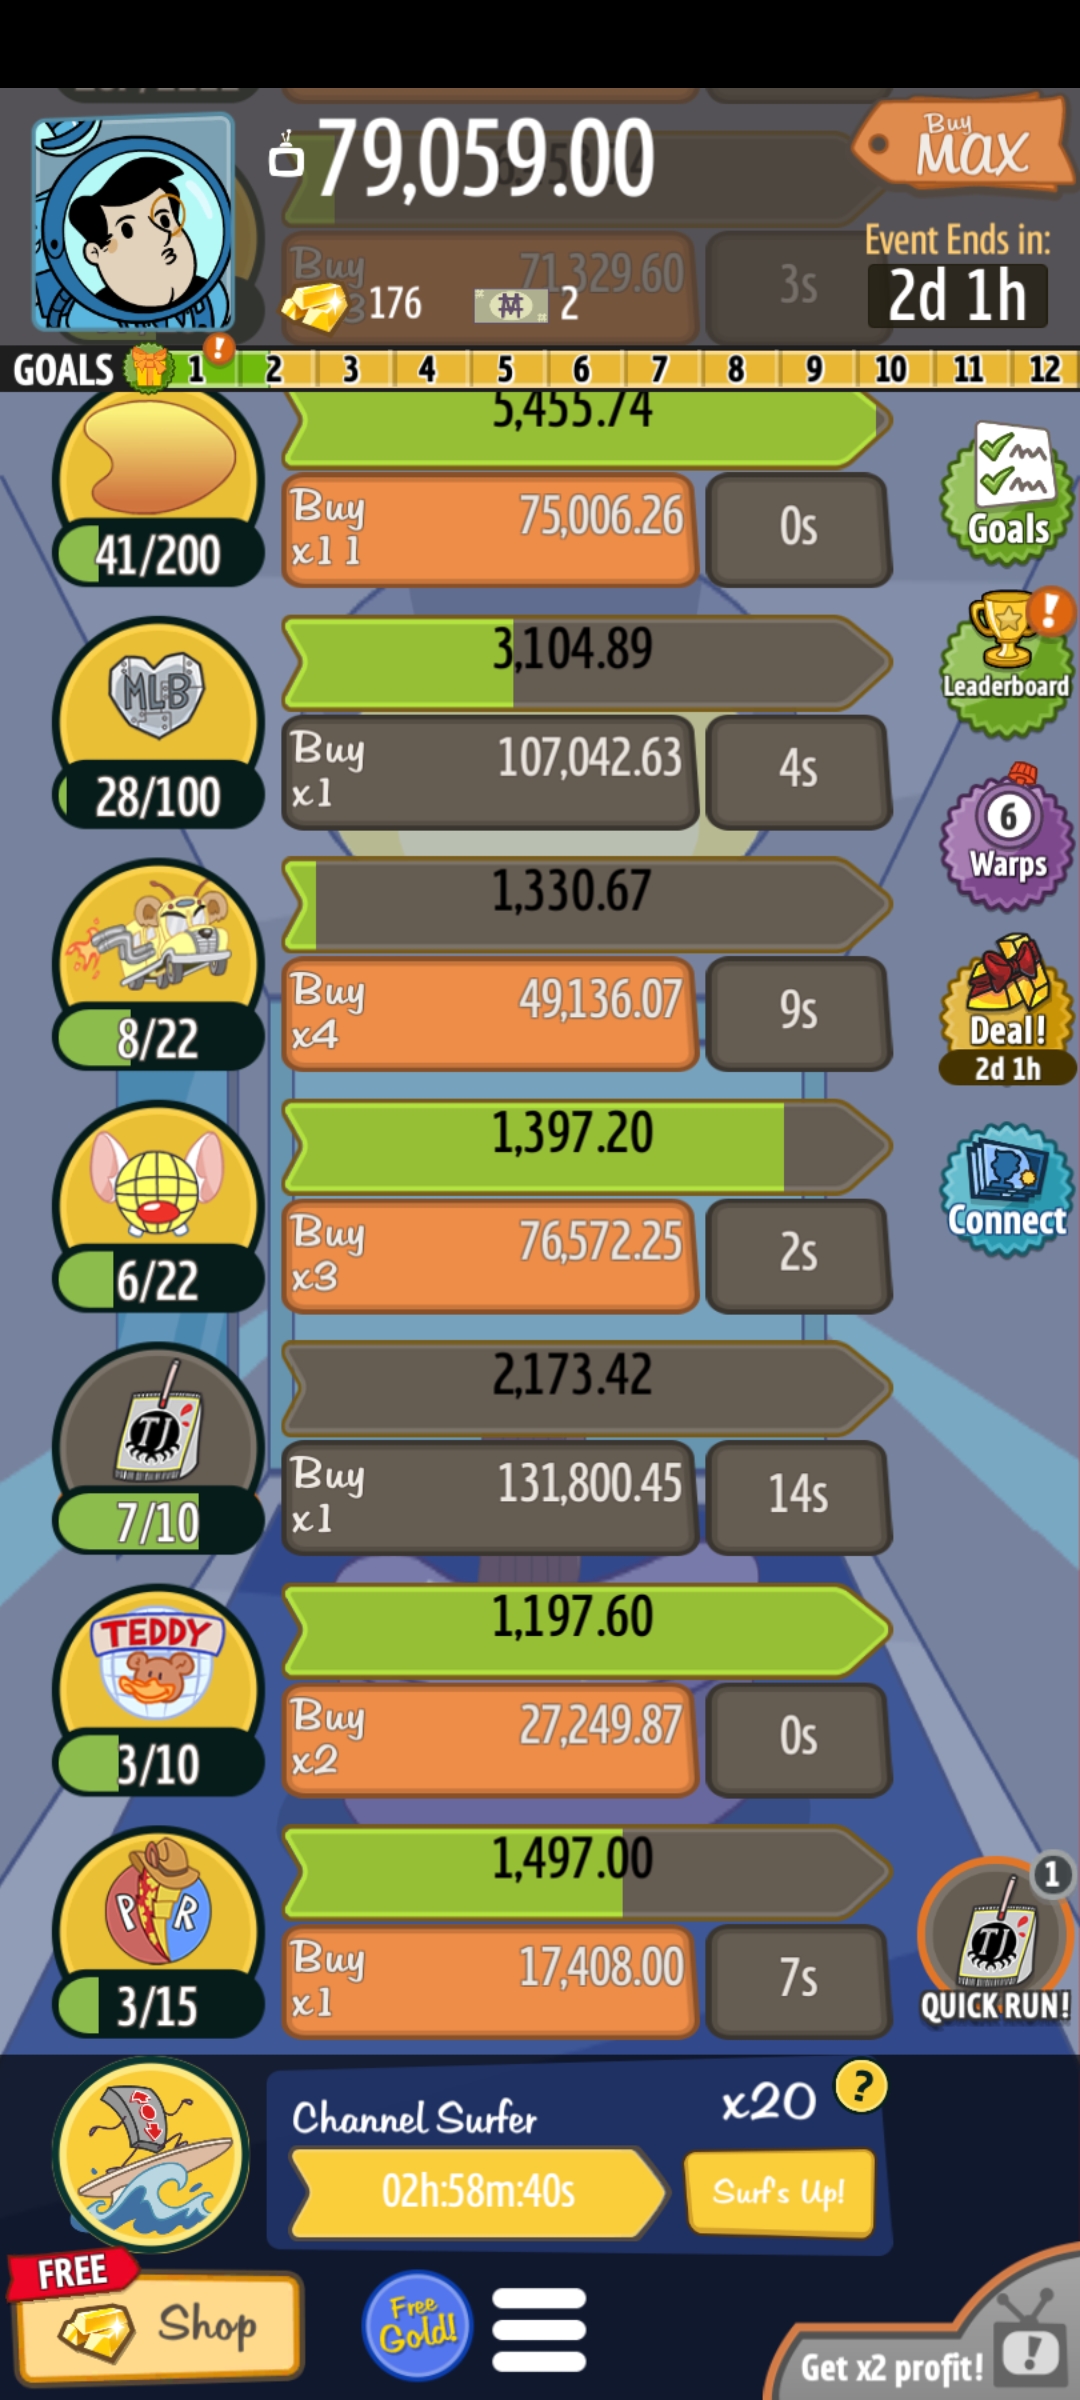 79,059.00
Buy
MAX
Event Ends in:
2d 1h
Buy
71,329.60
3s
176
2
GOALS
!
1 2 3 4 5 6 7 8 9 10 11 12
5,455.74
Buy
x11
75,006.26
0s
41/200
Goals
MLB
3,104.89
Buy
x1
107,042.63
4s
28/100
!
Leaderboard
6
Warps
1,330.67
Buy
x4
49,136.07
9s
8/22
Deal!
2d 1h
1,397.20
Buy
x3
76,572.25
2s
6/22
Connect
TJ
2,173.42
Buy
x1
131,800.45
14s
7/10
TEDDY
1,197.60
Buy
x2
27,249.87
0s
3/10
P R
1,497.00
Buy
x1
17,408.00
7s
3/15
1
TJ
QUICK RUN!
Channel Surfer
x20
?
02h:58m:40s
Surf's Up!
FREE
Shop
Free
Gold!
Get x2 profit!
!